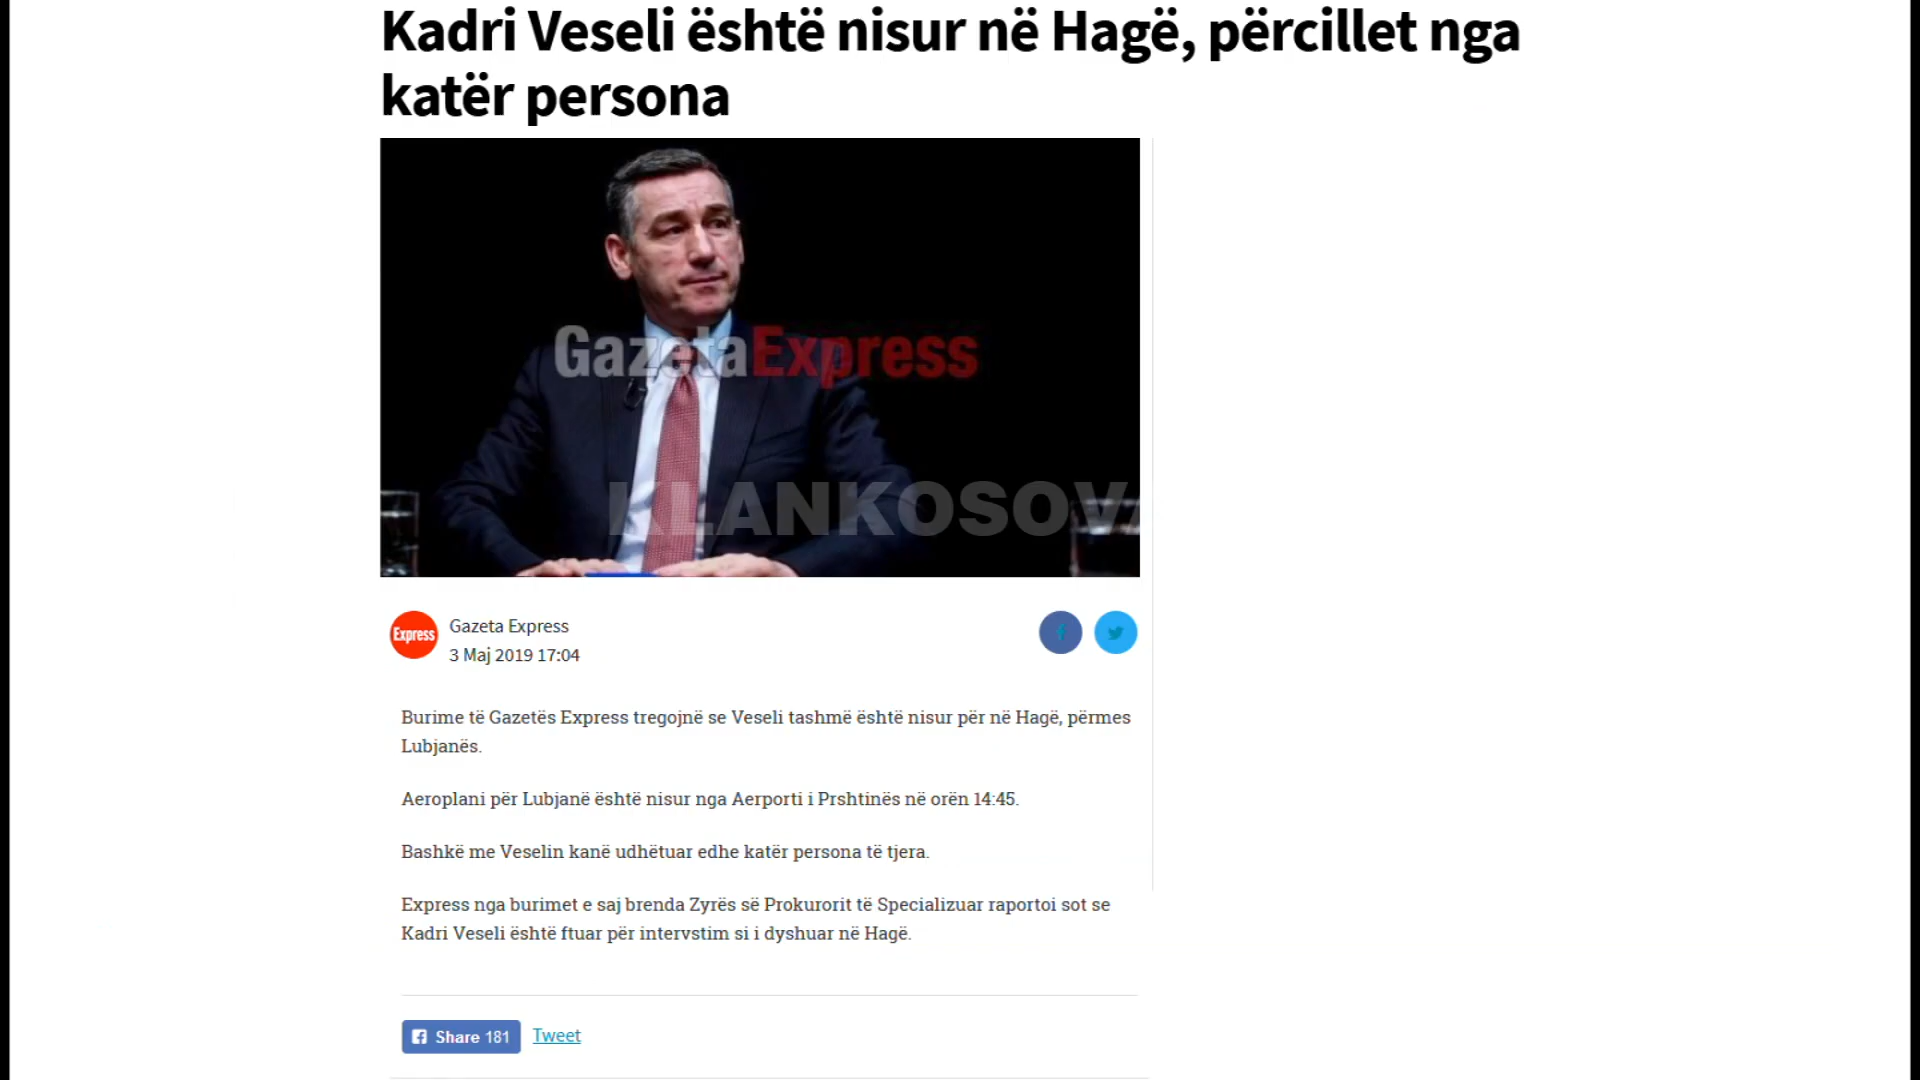 Kadri Veseli është nisur në Hagë, përcillet nga
katër persona
GazetaExpress
KLANKOSOVA
Express
Gazeta Express
3 Maj 2019 17:04
Burime të Gazetës Express tregojnë se Veseli tashmë është nisur për në Hagë, përmes
Lubjanës.
Aeroplani për Lubjanë është nisur nga Aerporti i Prshtinës në orën 14:45.
Bashkë me Veselin kanë udhëtuar edhe katër persona të tjera.
Express nga burimet e saj brenda Zyrës së Prokurorit të Specializuar raportoi sot se
Kadri Veseli është ftuar për intervstim si i dyshuar në Hagë.
Share 181
Tweet